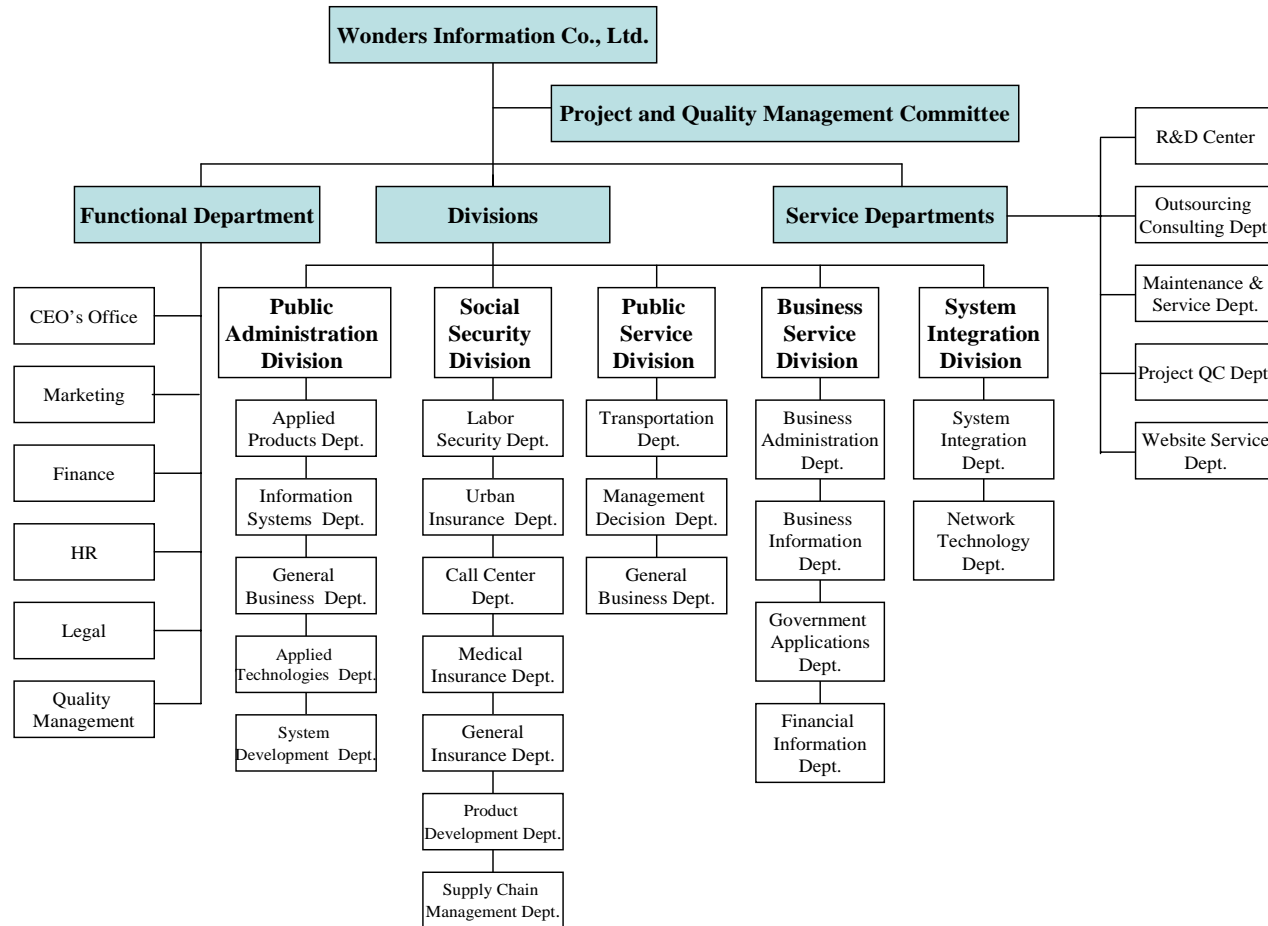 Wonders Information Co., Ltd.
Project and Quality Management Committee
Functional Department
Divisions
Service Departments
CEO’s Office
Marketing
Finance
HR
Legal
Quality
Management
Public
Administration
Division
Applied
Products Dept.
Information
Systems Dept.
General
Business Dept.
Applied
Technologies Dept.
System
Development Dept.
Social
Security
Division
Labor
Security Dept.
Urban
Insurance Dept.
Call Center
Dept.
Medical
Insurance Dept.
General
Insurance Dept.
Product
Development Dept.
Supply Chain
Management Dept.
Public
Service
Division
Transportation
Dept.
Management
Decision Dept.
General
Business Dept.
Business
Service
Division
Business
Administration
Dept.
Business
Information
Dept.
Government
Applications
Dept.
Financial
Information
Dept.
System
Integration
Division
System
Integration
Dept.
Network
Technology Dept.
R&D Center
Outsourcing
Consulting Dept
Maintenance &
Service Dept.
Project QC Dept
Website Service
Dept.